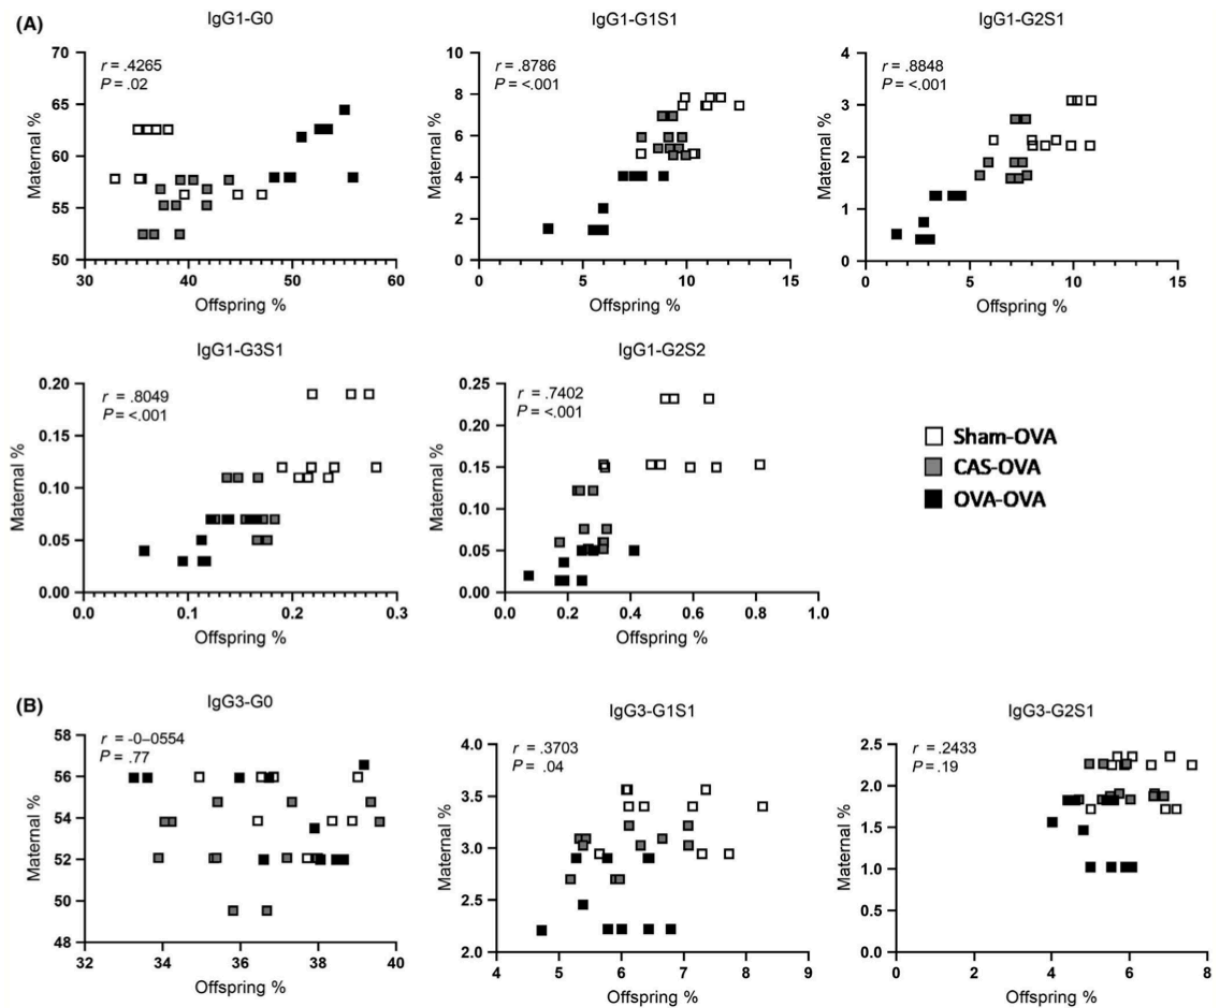 (A)
IgG1-G0
r = .4265
P = .02
70
65
60
55
50
Maternal %
30 40 50 60
Offspring %
IgG1-G1S1
r = .8786
P = <.001
10
8
6
4
2
0
Maternal %
0 5 10 15
Offspring %
IgG1-G2S1
r = .8848
P = <.001
4
3
2
1
0
Maternal %
0 5 10 15
Offspring %
IgG1-G3S1
r = .8049
P = <.001
0.20
0.15
0.10
0.05
0.00
Maternal %
0.0 0.1 0.2 0.3
Offspring %
IgG1-G2S2
r = .7402
P = <.001
0.25
0.20
0.15
0.10
0.05
0.00
Maternal %
0.0 0.2 0.4 0.6 0.8 1.0
Offspring %
Sham-OVA
CAS-OVA
OVA-OVA
(B)
IgG3-G0
r = -0–0554
P = .77
58
56
54
52
50
48
Maternal %
32 34 36 38 40
Offspring %
IgG3-G1S1
r = .3703
P = .04
4.0
3.5
3.0
2.5
2.0
Maternal %
4 5 6 7 8 9
Offspring %
IgG3-G2S1
r = .2433
P = .19
2.5
2.0
1.5
1.0
0.5
0.0
Maternal %
0 2 4 6 8
Offspring %